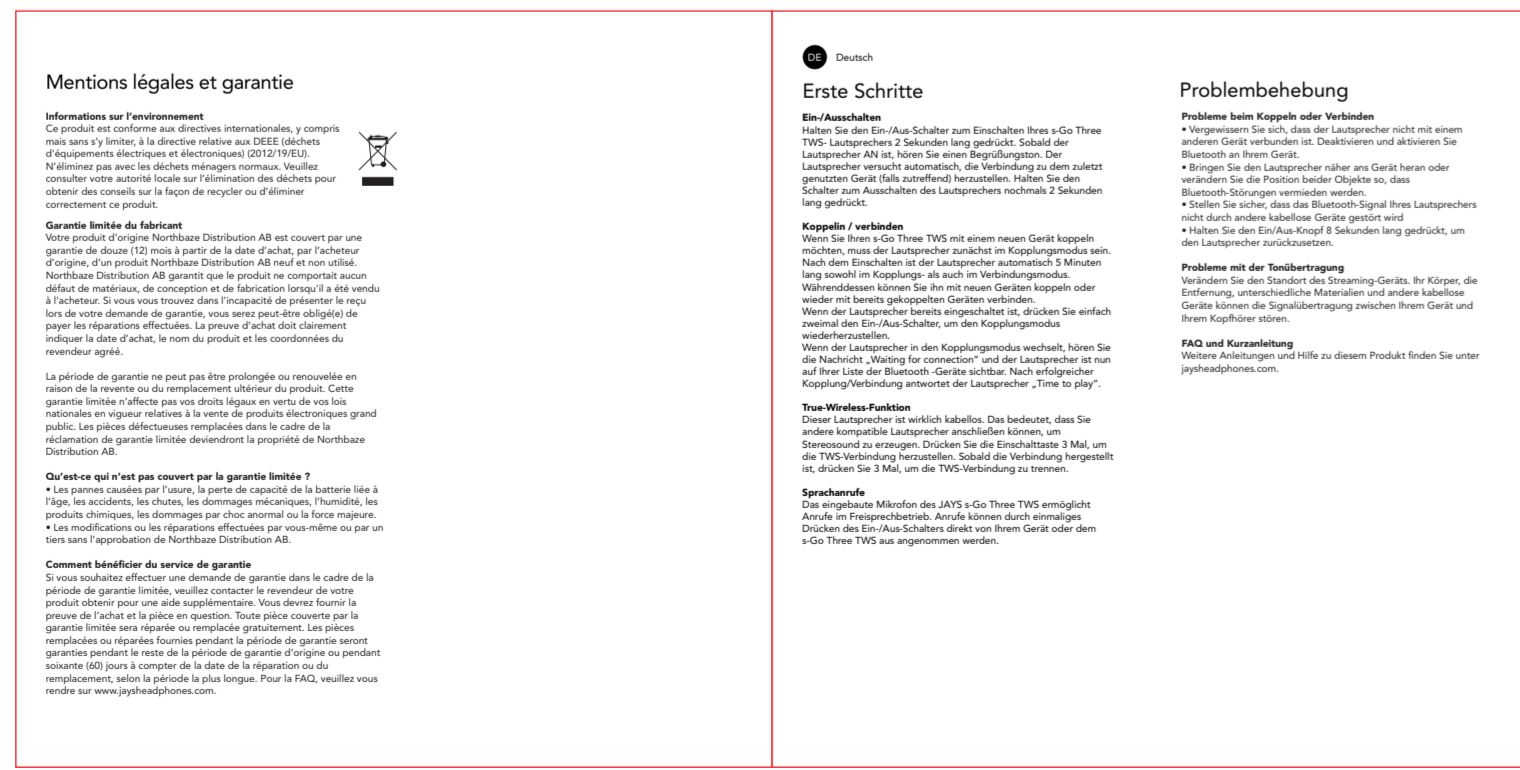 Mentions légales et garantie
Informations sur l'environnement
Ce produit est conforme aux directives internationales, y compris
mais sans s'y limiter, à la directive relative aux DEEE (déchets
d'équipements électriques et électroniques) (2012/19/EU).
N'éliminez pas avec les déchets ménagers normaux. Veuillez
consulter votre autorité locale sur l'élimination des déchets pour
obtenir des conseils sur la façon de recycler ou d'éliminer
correctement ce produit.
Garantie limitée du fabricant
Votre produit d'origine Northbaze Distribution AB est couvert par une
garantie de douze (12) mois à partir de la date d'achat, par l'acheteur
d'origine, d'un produit Northbaze Distribution AB neuf et non utilisé.
Northbaze Distribution AB garantit que le produit ne comportait aucun
défaut de matériaux, de conception et de fabrication lorsqu'il a été vendu
à l'acheteur. Si vous vous trouvez dans l'incapacité de présenter le reçu
lors de votre demande de garantie, vous serez peut-être obligé(e) de
payer les réparations effectuées. La preuve d'achat doit clairement
indiquer la date d'achat, le nom du produit et les coordonnées du
revendeur agréé.
La période de garantie ne peut pas être prolongée ou renouvelée en
raison de la revente ou du remplacement ultérieur du produit. Cette
garantie limitée n'affecte pas vos droits légaux en vertu de vos lois
nationales en vigueur relatives à la vente de produits électroniques grand
public. Les pièces défectueuses remplacées dans le cadre de la
réclamation de garantie limitée deviendront la propriété de Northbaze
Distribution AB.
Qu'est-ce qui n'est pas couvert par la garantie limitée ?
• Les pannes causées par l'usure, la perte de capacité de la batterie liée à
l'âge, les accidents, les chutes, les dommages mécaniques, l'humidité, les
produits chimiques, les dommages par choc anormal ou la force majeure.
• Les modifications ou les réparations effectuées par vous-même ou par un
tiers sans l'approbation de Northbaze Distribution AB.
Comment bénéficier du service de garantie
Si vous souhaitez effectuer une demande de garantie dans le cadre de la
période de garantie limitée, veuillez contacter le revendeur de votre
produit obtenir pour une aide supplémentaire. Vous devrez fournir la
preuve de l'achat et la pièce en question. Toute pièce couverte par la
garantie limitée sera réparée ou remplacée gratuitement. Les pièces
remplacées ou réparées fournies pendant la période de garantie seront
garanties pendant le reste de la période de garantie d'origine ou pendant
soixante (60) jours à compter de la date de la réparation ou du
remplacement, selon la période la plus longue. Pour la FAQ, veuillez vous
rendre sur www.jaysheadphones.com.
DE Deutsch
Erste Schritte
Ein-/Ausschalten
Halten Sie den Ein-/Aus-Schalter zum Einschalten Ihres s-Go Three
TWS- Lautsprechers 2 Sekunden lang gedrückt. Sobald der
Lautsprecher AN ist, hören Sie einen Begrüßungston. Der
Lautsprecher versucht automatisch, die Verbindung zu dem zuletzt
genutzten Gerät (falls zutreffend) herzustellen. Halten Sie den
Schalter zum Ausschalten des Lautsprechers nochmals 2 Sekunden
lang gedrückt.
Koppelin / verbinden
Wenn Sie Ihren s-Go Three TWS mit einem neuen Gerät koppeln
möchten, muss der Lautsprecher zunächst im Kopplungsmodus sein.
Nach dem Einschalten ist der Lautsprecher automatisch 5 Minuten
lang sowohl im Kopplungs- als auch im Verbindungsmodus.
Währenddessen können Sie ihn mit neuen Geräten koppeln oder
wieder mit bereits gekoppelten Geräten verbinden.
Wenn der Lautsprecher bereits eingeschaltet ist, drücken Sie einfach
zweimal den Ein-/Aus-Schalter, um den Kopplungsmodus
wiederherzustellen.
Wenn der Lautsprecher in den Kopplungsmodus wechselt, hören Sie
die Nachricht „Waiting for connection" und der Lautsprecher ist nun
auf Ihrer Liste der Bluetooth -Geräte sichtbar. Nach erfolgreicher
Kopplung/Verbindung antwortet der Lautsprecher „Time to play".
True-Wireless-Funktion
Dieser Lautsprecher ist wirklich kabellos. Das bedeutet, dass Sie
andere kompatible Lautsprecher anschließen können, um
Stereosound zu erzeugen. Drücken Sie die Einschalttaste 3 Mal, um
die TWS-Verbindung herzustellen. Sobald die Verbindung hergestellt
ist, drücken Sie 3 Mal, um die TWS-Verbindung zu trennen.
Sprachanrufe
Das eingebaute Mikrofon des JAYS s-Go Three TWS ermöglicht
Anrufe im Freisprechbetrieb. Anrufe können durch einmaliges
Drücken des Ein-/Aus-Schalters direkt von Ihrem Gerät oder dem
s-Go Three TWS aus angenommen werden.
Problembehebung
Probleme beim Koppeln oder Verbinden
• Vergewissern Sie sich, dass der Lautsprecher nicht mit einem
anderen Gerät verbunden ist. Deaktivieren und aktivieren Sie
Bluetooth an Ihrem Gerät.
• Bringen Sie den Lautsprecher näher ans Gerät heran oder
verändern Sie die Position beider Objekte so, dass
Bluetooth-Störungen vermieden werden.
• Stellen Sie sicher, dass das Bluetooth-Signal Ihres Lautsprechers
nicht durch andere kabellose Geräte gestört wird
• Halten Sie den Ein/Aus-Knopf 8 Sekunden lang gedrückt, um
den Lautsprecher zurückzusetzen.
Probleme mit der Tonübertragung
Verändern Sie den Standort des Streaming-Geräts. Ihr Körper, die
Entfernung, unterschiedliche Materialien und andere kabellose
Geräte können die Signalübertragung zwischen Ihrem Gerät und
Ihrem Kopfhörer stören.
FAQ und Kurzanleitung
Weitere Anleitungen und Hilfe zu diesem Produkt finden Sie unter
jaysheadphones.com.